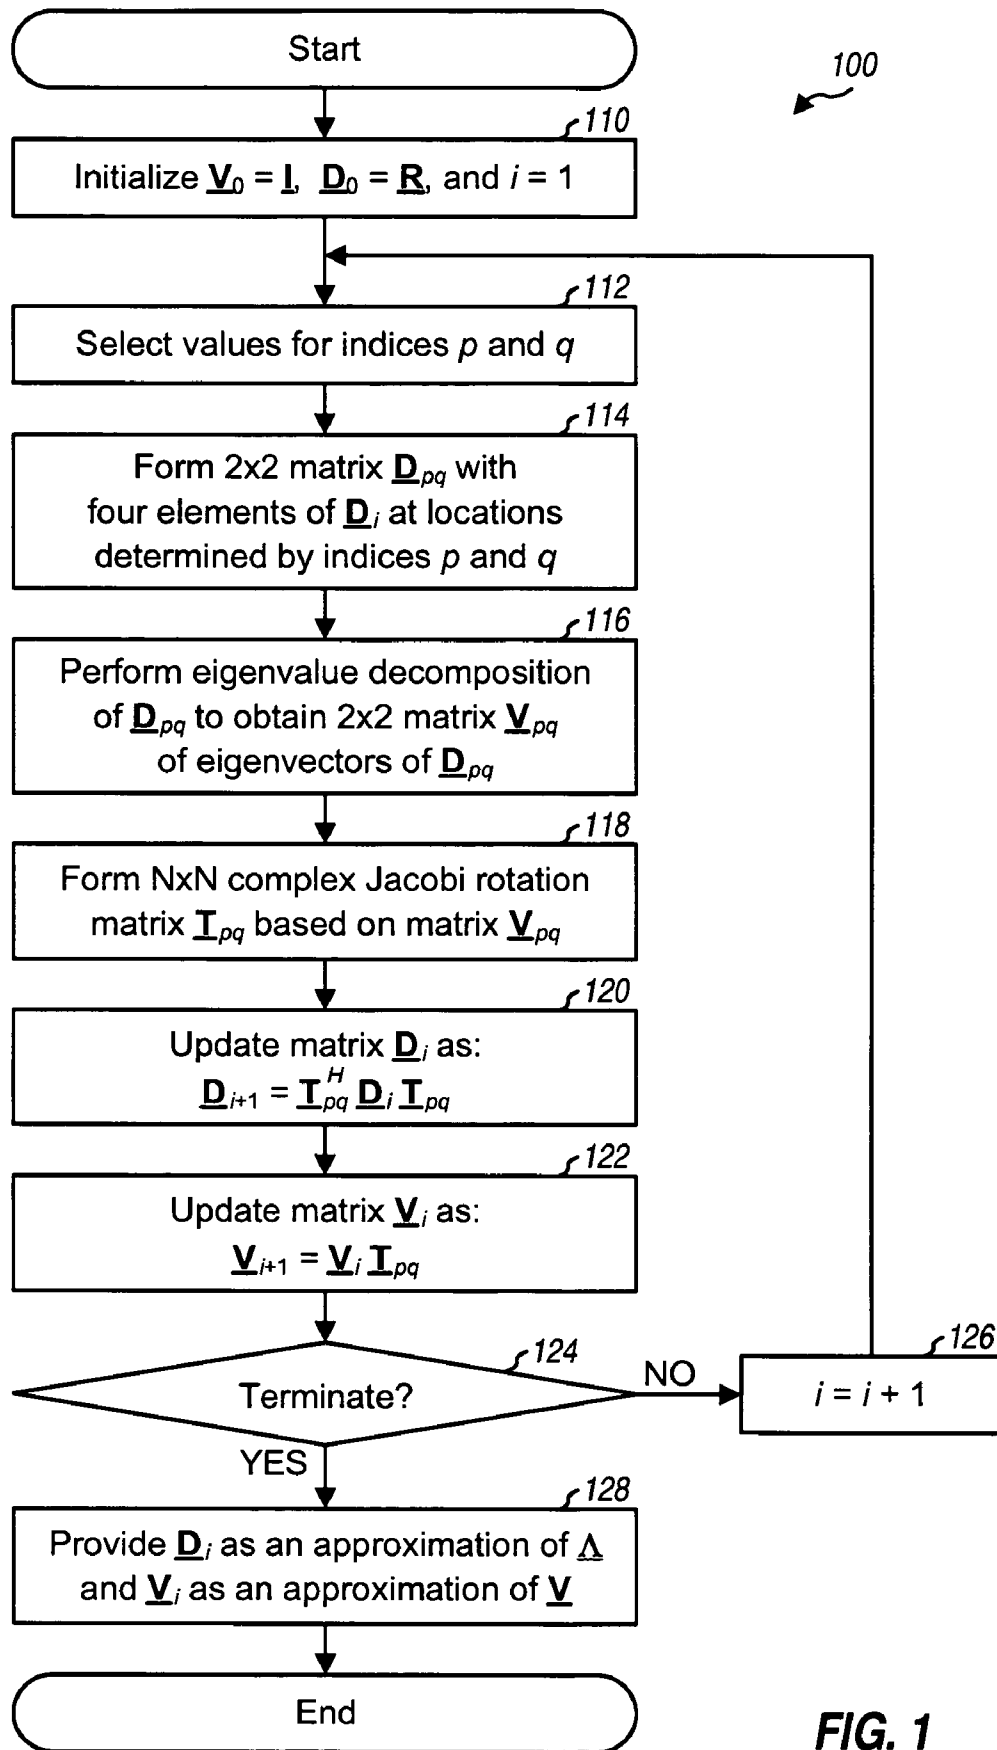 Start
100
110
Initialize V0 = I, D0 = R, and i = 1
112
Select values for indices p and q
114
Form 2x2 matrix Dpq with
four elements of Di at locations
determined by indices p and q
116
Perform eigenvalue decomposition
of Dpq to obtain 2x2 matrix Vpq
of eigenvectors of Dpq
118
Form NxN complex Jacobi rotation
matrix Tpq based on matrix Vpq
120
Update matrix Di as:
Di+1 = TpqH Di Tpq
122
Update matrix Vi as:
Vi+1 = Vi Tpq
124
Terminate?
NO
126
i = i + 1
YES
128
Provide Di as an approximation of Λ
and Vi as an approximation of V
End
FIG. 1